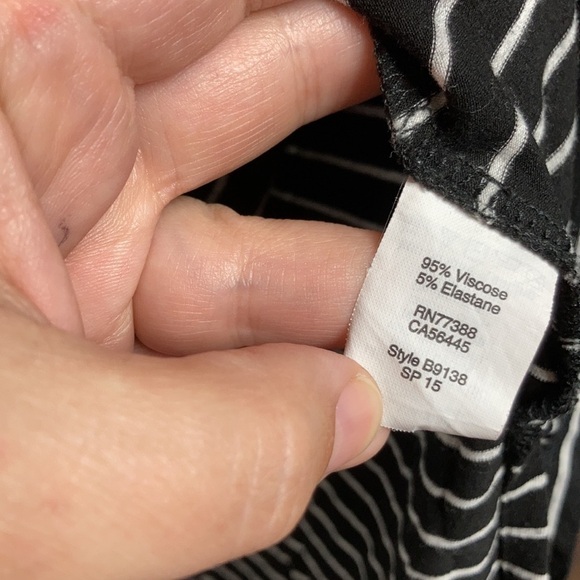 95% Viscose
5% Elastane
RN77388
CA56445
Style B9138
SP 15